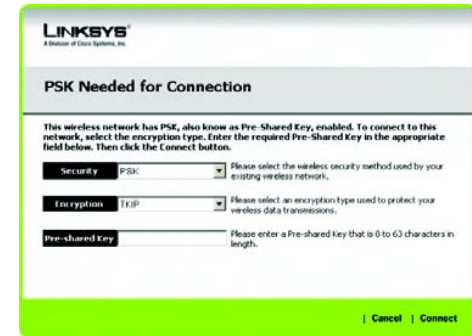 LINKSYS®
A Division of Cisco Systems, Inc.
PSK Needed for Connection
This wireless network has PSK, also know as Pre-Shared Key, enabled. To connect to this
network, select the encryption type. Enter the required Pre-Shared Key in the appropriate
field below. Then click the Connect button.
Security PSK Please select the wireless security method used by your
existing wireless network.
Encryption TKIP Please select an encryption type used to protect your
wireless data transmissions.
Pre-shared Key Please enter a Pre-shared Key that is 8 to 63 characters in
length.
| Cancel | Connect